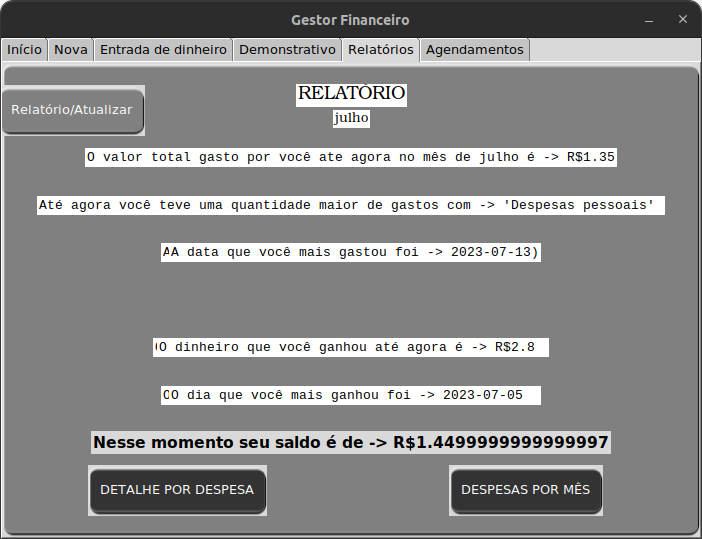 Gestor Financeiro
Início Nova Entrada de dinheiro Demonstrativo Relatórios Agendamentos
RELATÓRIO
julho
Relatório/Atualizar
O valor total gasto por você ate agora no mês de julho é -> R$1.35
Até agora você teve uma quantidade maior de gastos com -> 'Despesas pessoais'
AA data que você mais gastou foi -> 2023-07-13)
O dinheiro que você ganhou até agora é -> R$2.8
OO dia que você mais ganhou foi -> 2023-07-05
Nesse momento seu saldo é de -> R$1.4499999999999997
DETALHE POR DESPESA DESPESAS POR MÊS